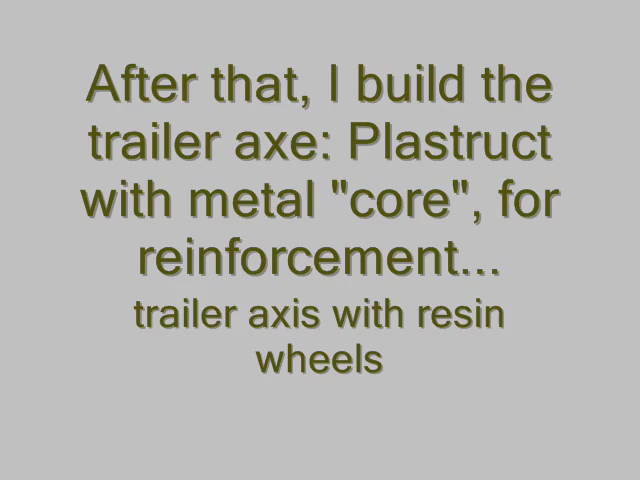 After that, I build the
trailer axe: Plastruct
with metal "core", for
reinforcement...
trailer axis with resin
wheels